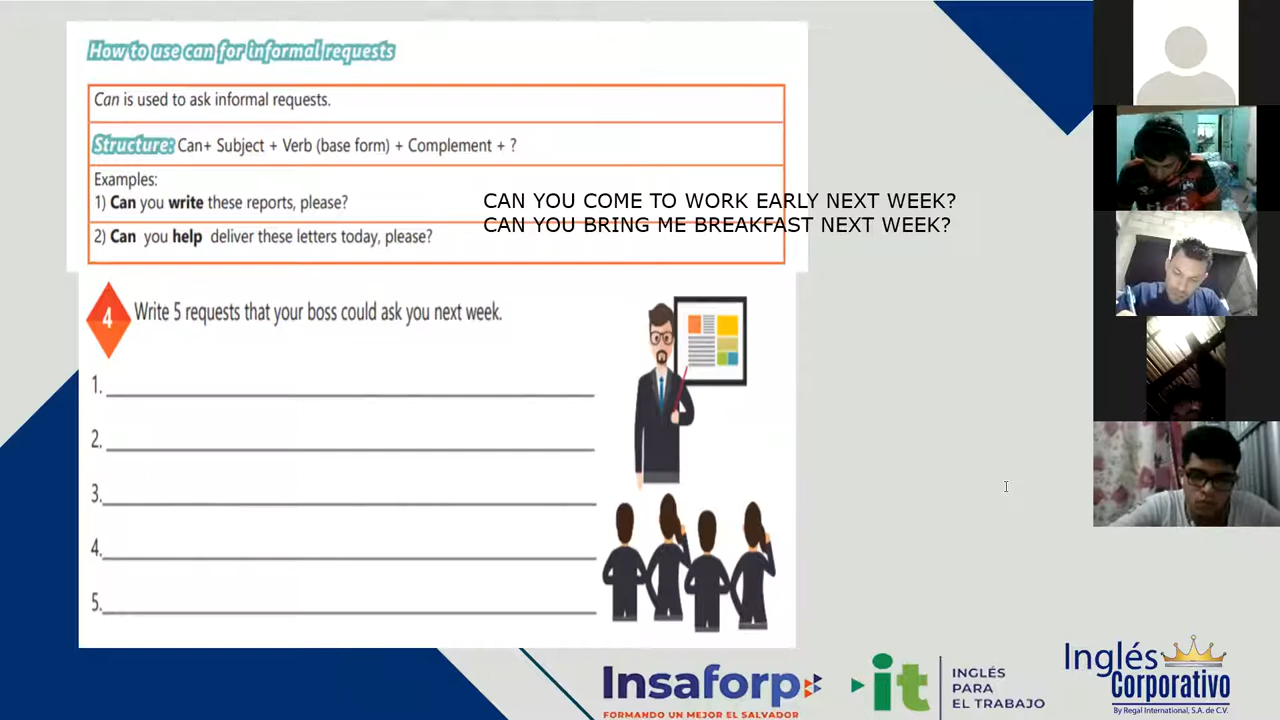 How to use can for informal requests
Can is used to ask informal requests.
Structure: Can+ Subject + Verb (base form) + Complement + ?
Examples:
1) Can you write these reports, please?
2) Can you help deliver these letters today, please?
CAN YOU COME TO WORK EARLY NEXT WEEK?
CAN YOU BRING ME BREAKFAST NEXT WEEK?
4 Write 5 requests that your boss could ask you next week.
1.
2.
3.
4.
5.
Insaforp
FORMANDO UN MEJOR EL SALVADOR
it
INGLÉS
PARA
EL TRABAJO
Inglés
Corporativo
By Regal International, S.A. de C.V.